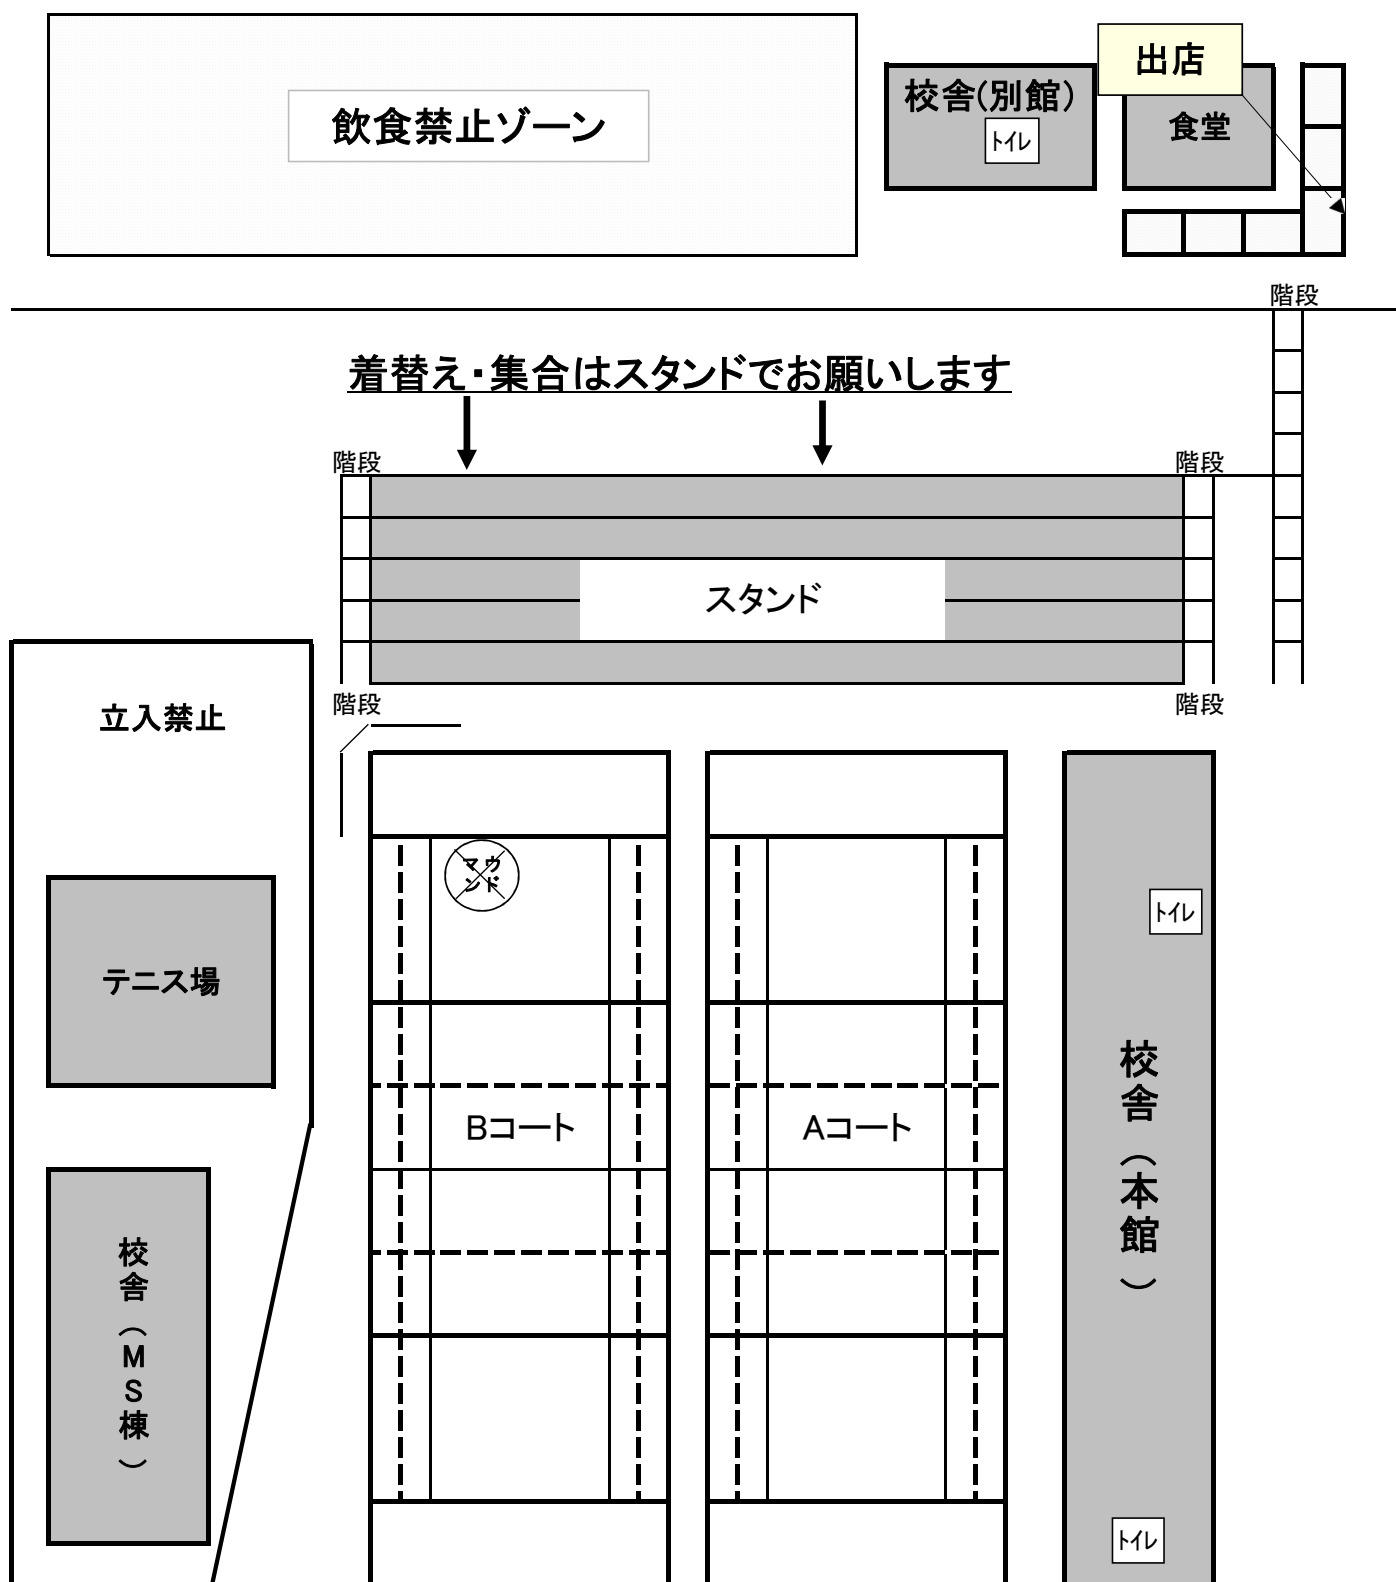 出店
飲食禁止ゾーン
校舎(別館)
トイレ
食堂
階段
着替え・集合はスタンドでお願いします
階段
階段
スタンド
階段
階段
立入禁止
マウ
ンド
トイレ
テニス場
校舎（本館）
Bコート
Aコート
校舎（MS棟）
トイレ